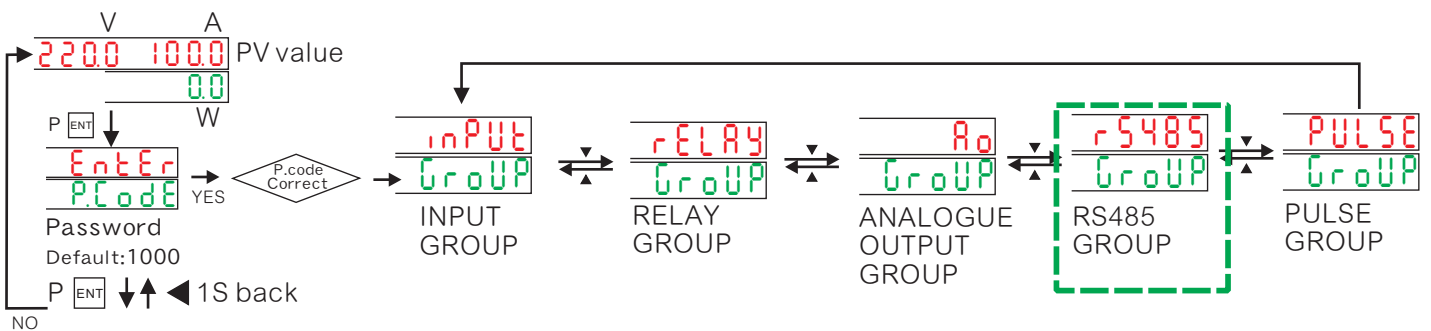 V A
220.0 100.0 PV value
0.0
W
P ENT
EntEr
P.CodE
YES
Password
Default:1000
P ENT 1S back
NO
P.code
Correct
inPUt
GroUP
INPUT
GROUP
rELAY
GroUP
RELAY
GROUP
Ao
GroUP
ANALOGUE
OUTPUT
GROUP
rS485
GroUP
RS485
GROUP
PULSE
GroUP
PULSE
GROUP